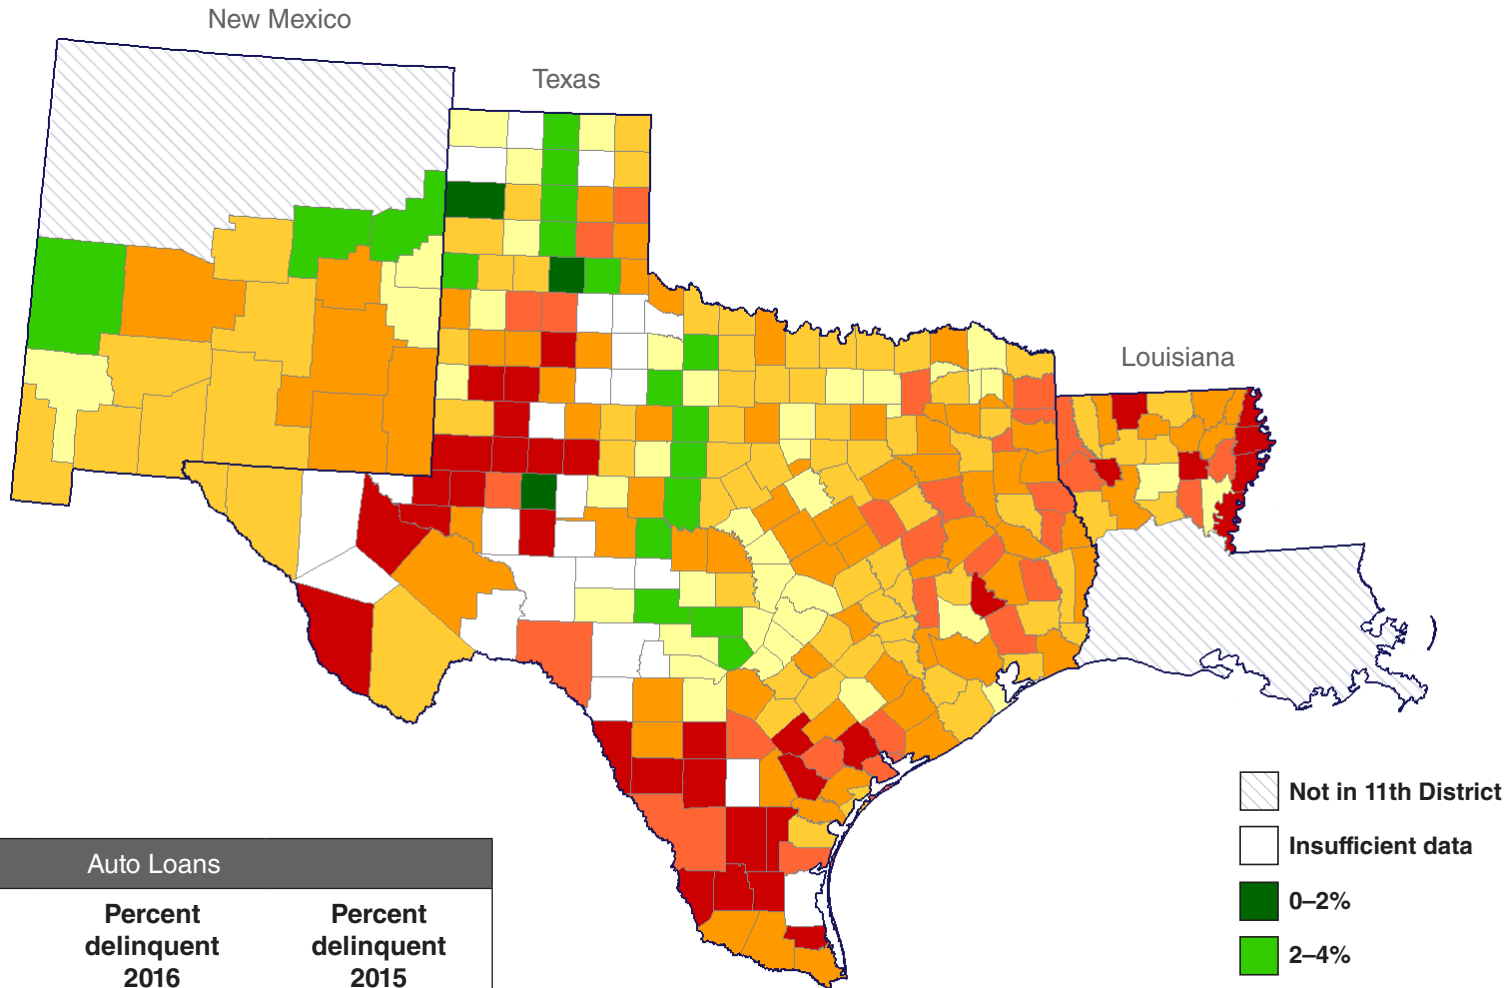 New Mexico
Texas
Louisiana
Not in 11th District
Insufficient data
0–2%
2–4%
Auto Loans
Percent
delinquent
2016
Percent
delinquent
2015